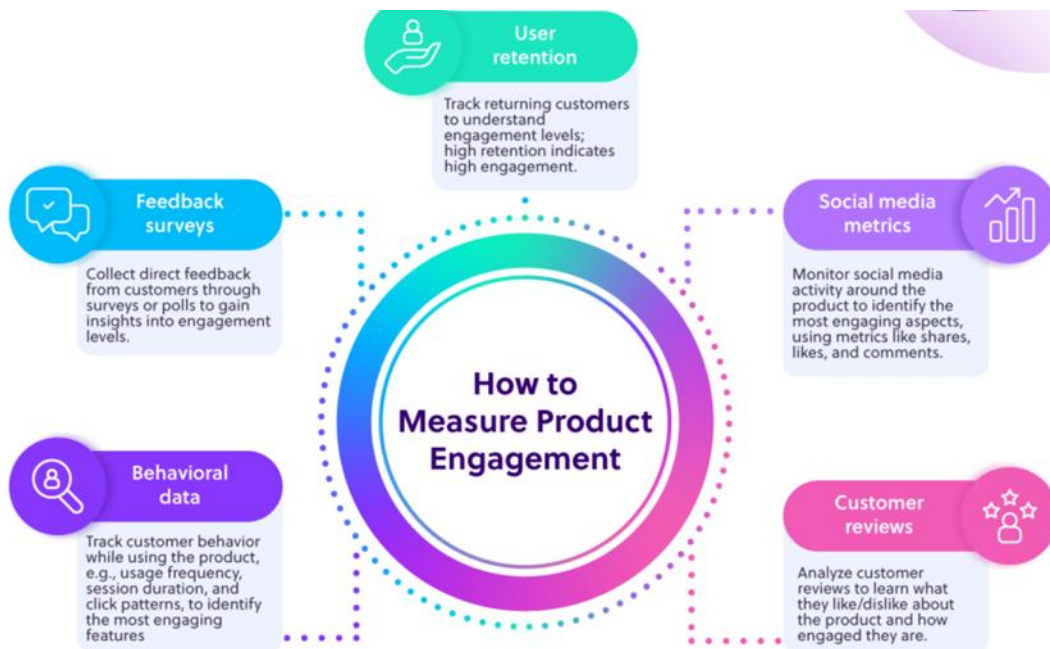 User
retention
Track returning customers
to understand
engagement levels;
high retention indicates
high engagement.
Feedback
surveys
Collect direct feedback
from customers through
surveys or polls to gain
insights into engagement
levels.
Social media
metrics
Monitor social media
activity around the
product to identify the
most engaging aspects,
using metrics like shares,
likes, and comments.
How to
Measure Product
Engagement
Behavioral
data
Track customer behavior
while using the product,
e.g., usage frequency,
session duration, and
click patterns, to identify
the most engaging
features
Customer
reviews
Analyze customer
reviews to learn what
they like/dislike about
the product and how
engaged they are.